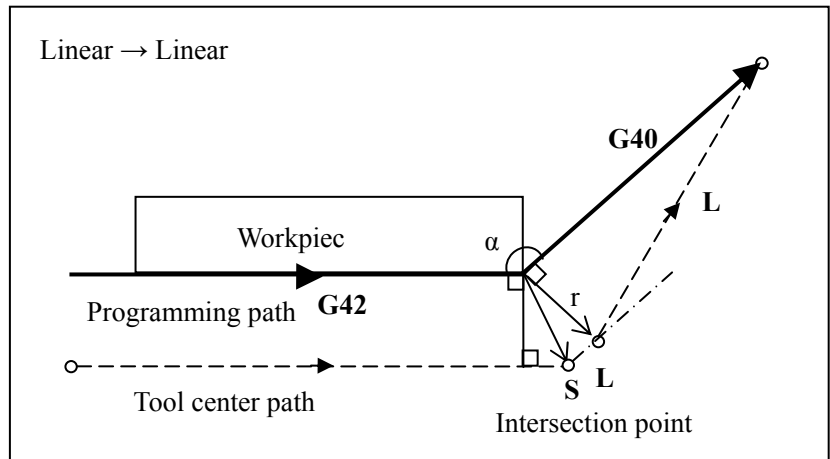 Linear → Linear
G40
L
Workpiec
α
r
G42
Programming path
S
L
Tool center path
Intersection point